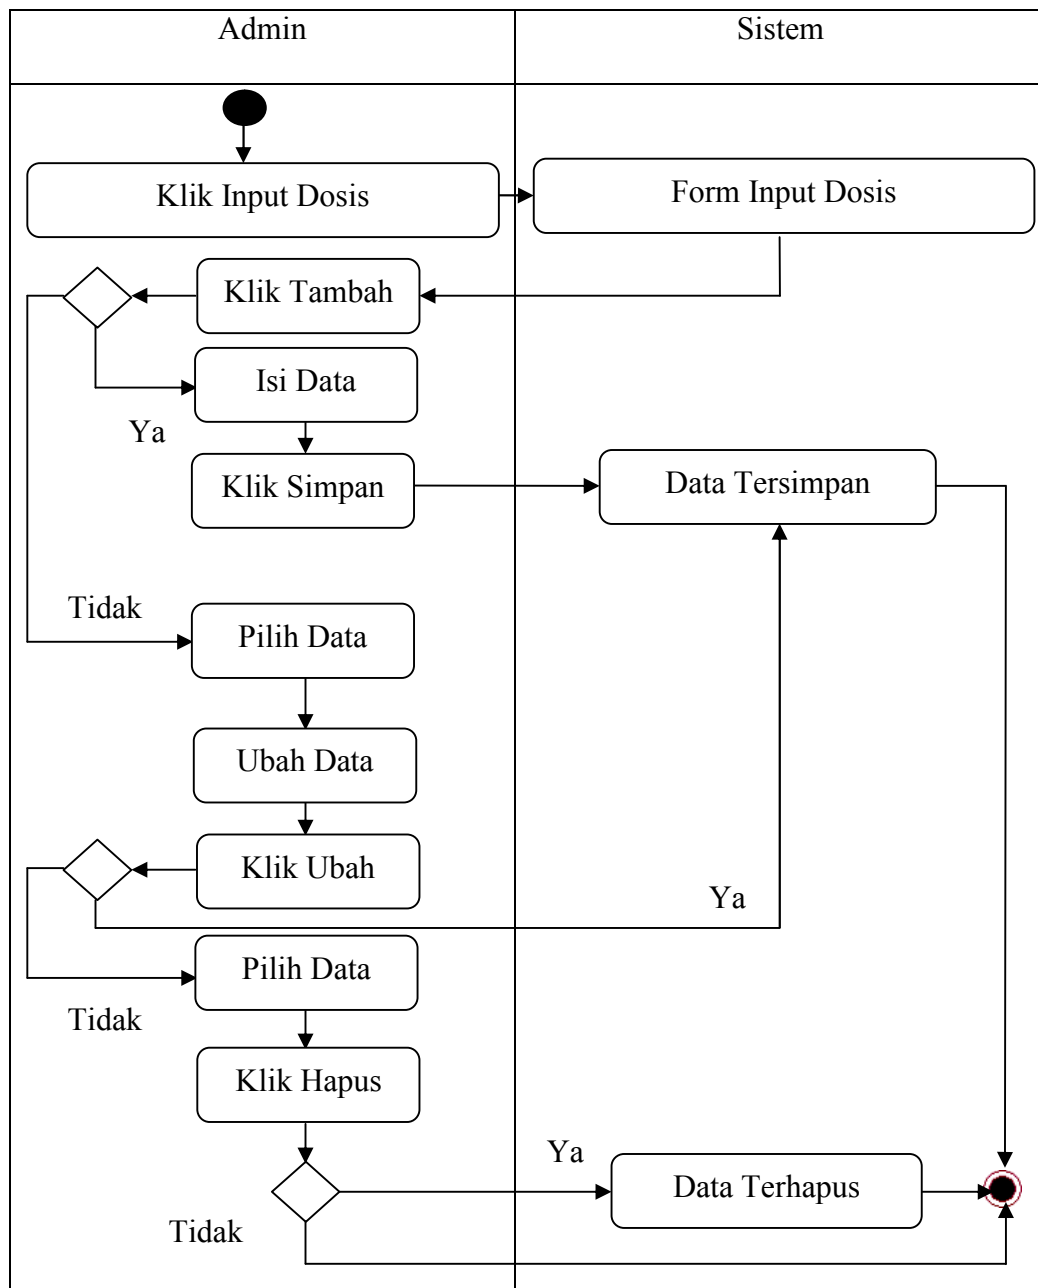 Admin
Sistem
Klik Input Dosis
Form Input Dosis
Klik Tambah
Isi Data
Ya
Klik Simpan
Data Tersimpan
Tidak
Pilih Data
Ubah Data
Klik Ubah
Ya
Pilih Data
Tidak
Klik Hapus
Ya
Data Terhapus
Tidak